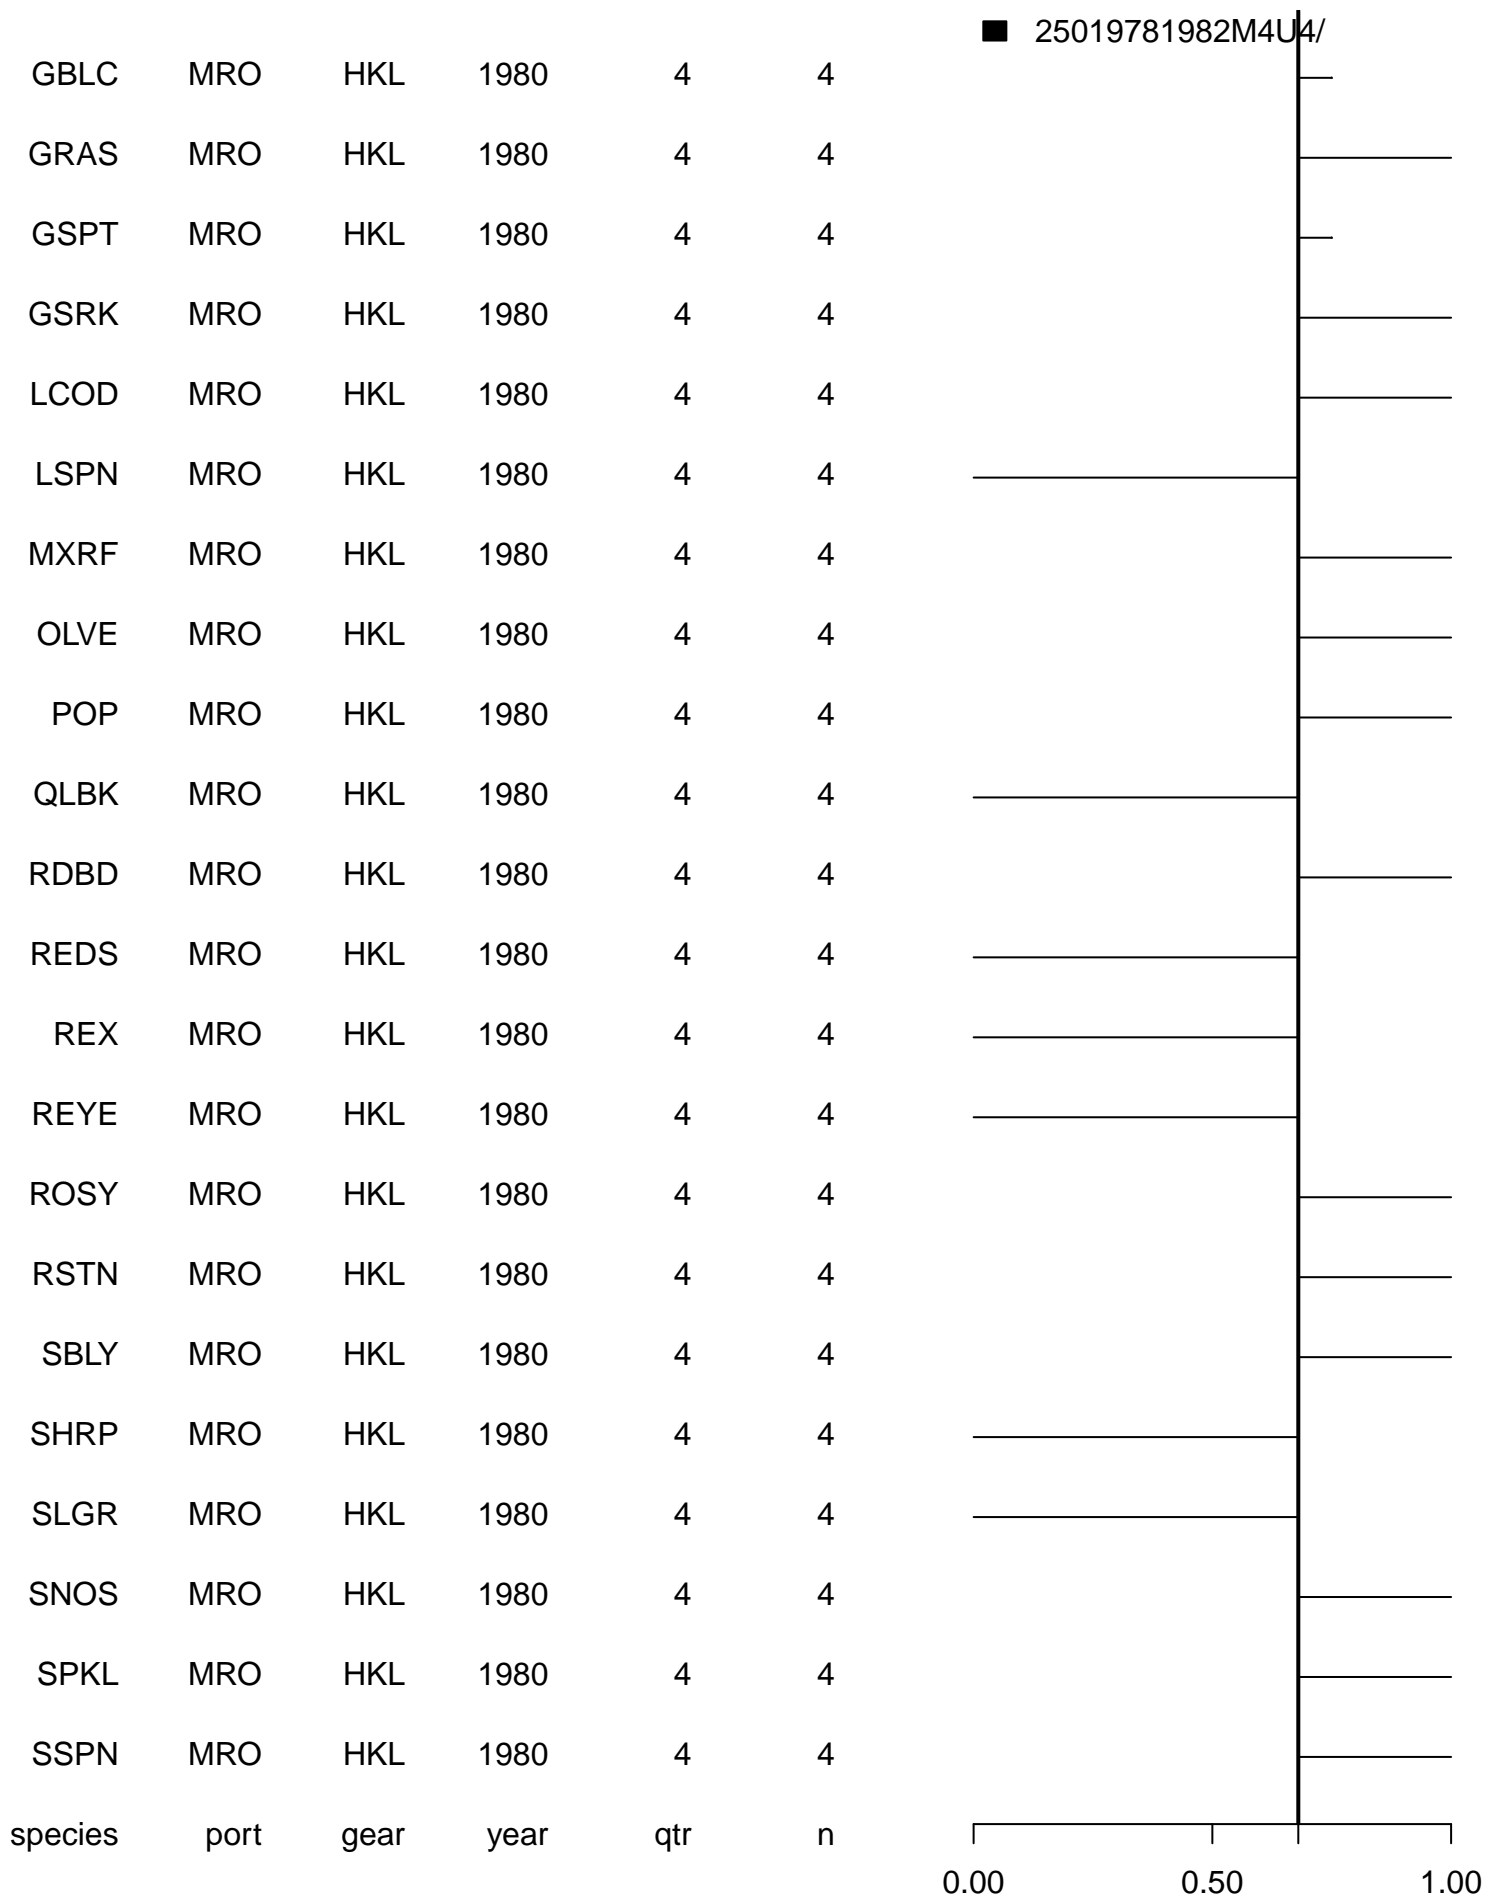 25019781982M4U4/
GBLC MRO HKL 1980 4 4
GRAS MRO HKL 1980 4 4
GSPT MRO HKL 1980 4 4
GSRK MRO HKL 1980 4 4
LCOD MRO HKL 1980 4 4
LSPN MRO HKL 1980 4 4
MXRF MRO HKL 1980 4 4
OLVE MRO HKL 1980 4 4
POP MRO HKL 1980 4 4
QLBK MRO HKL 1980 4 4
RDBD MRO HKL 1980 4 4
REDS MRO HKL 1980 4 4
REX MRO HKL 1980 4 4
REYE MRO HKL 1980 4 4
ROSY MRO HKL 1980 4 4
RSTN MRO HKL 1980 4 4
SBLY MRO HKL 1980 4 4
SHRP MRO HKL 1980 4 4
SLGR MRO HKL 1980 4 4
SNOS MRO HKL 1980 4 4
SPKL MRO HKL 1980 4 4
SSPN MRO HKL 1980 4 4
species port gear year qtr n
0.00 0.50 1.00